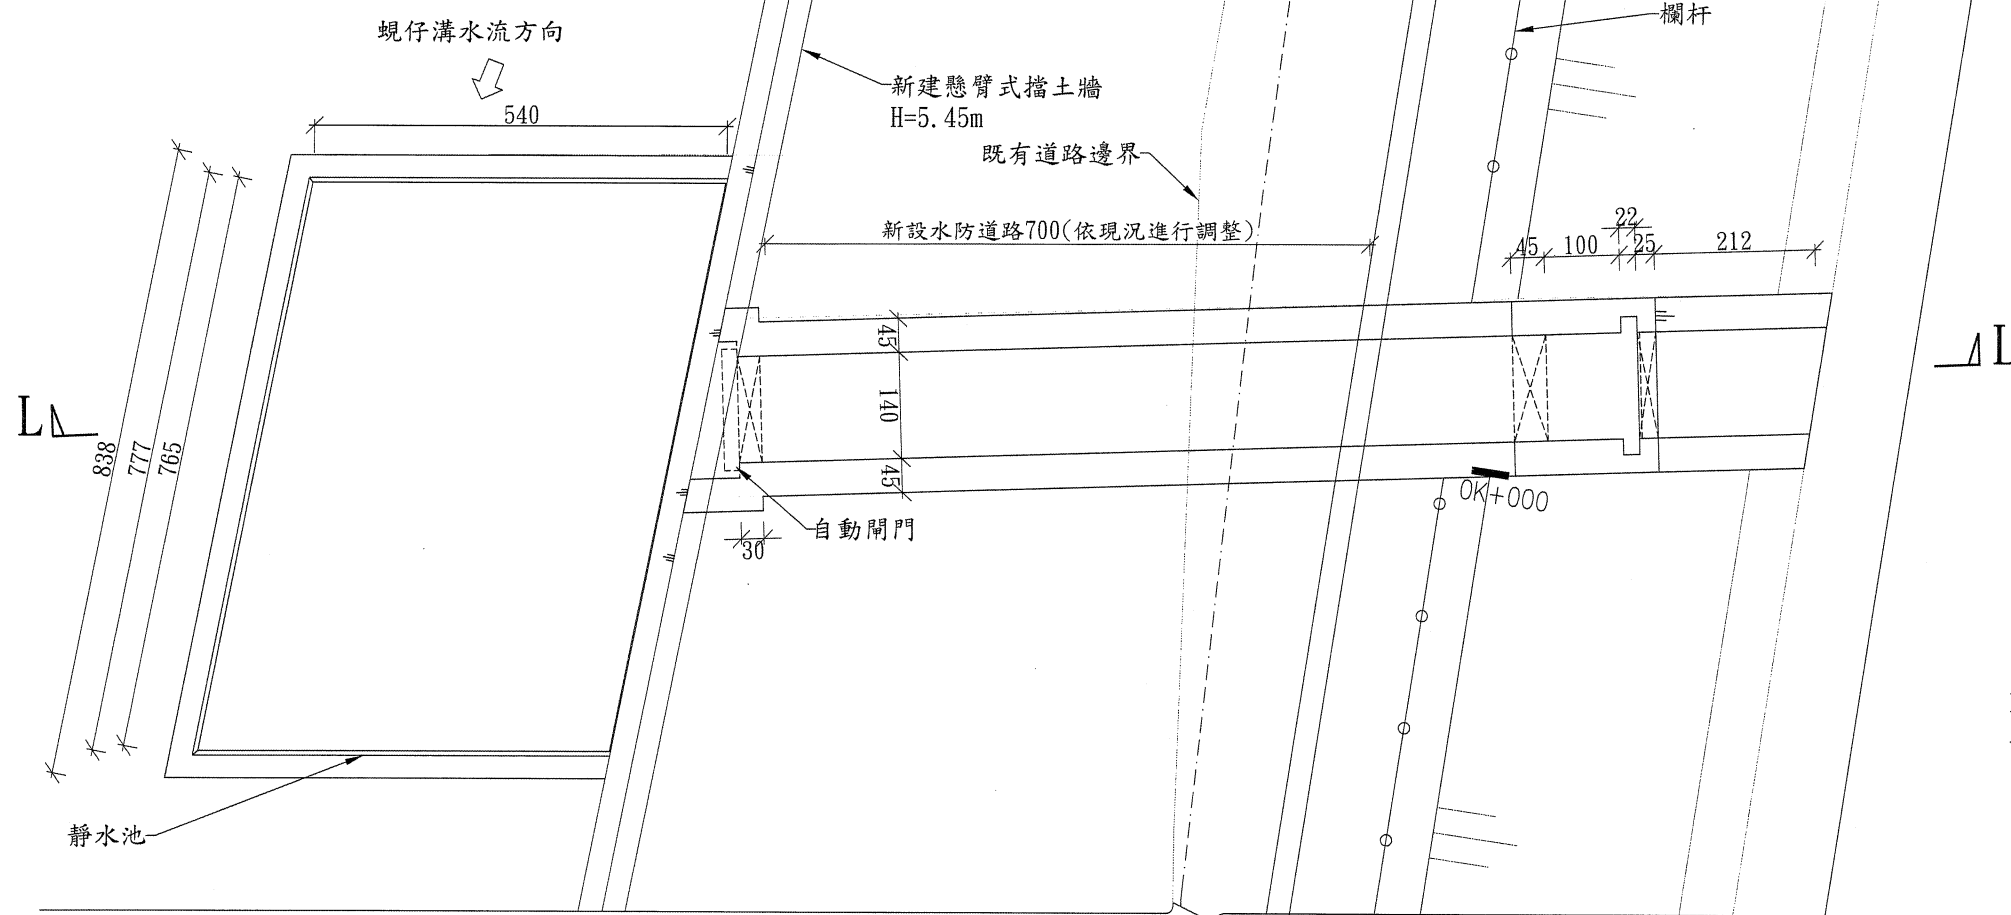 蜆仔溝水流方向
欄杆
新建懸臂式擋土牆
H=5.45m
540
既有道路邊界
新設水防道路700(依現況進行調整)
22
45
100
25
212
45
140
45
L
L
838
777
765
0K+000
自動閘門
30
靜水池